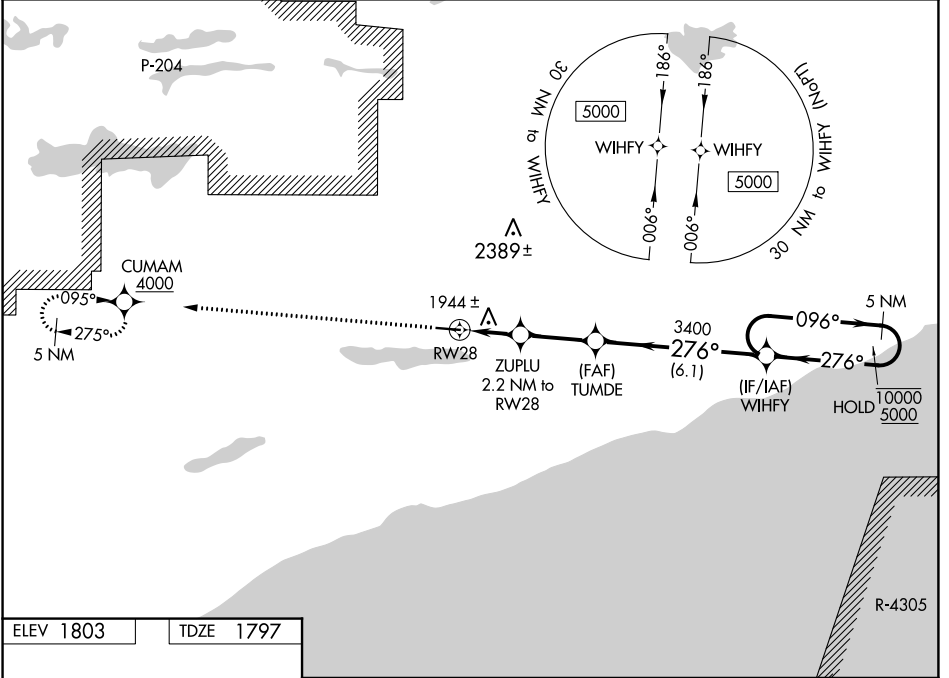 P-204
30 NM to WIHFY
5000
186°
WIHFY
006°
186°
WIHFY
5000
006°
30 NM to WIHFY (NoPT)
2389±
CUMAM
4000
095°
275°
5 NM
1944±
RW28
ZUPLU
2.2 NM to
RW28
(FAF)
TUMDE
3400
276°
(6.1)
(IF/IAF)
WIHFY
096°
276°
5 NM
HOLD
10000
5000
R-4305
ELEV 1803
TDZE 1797